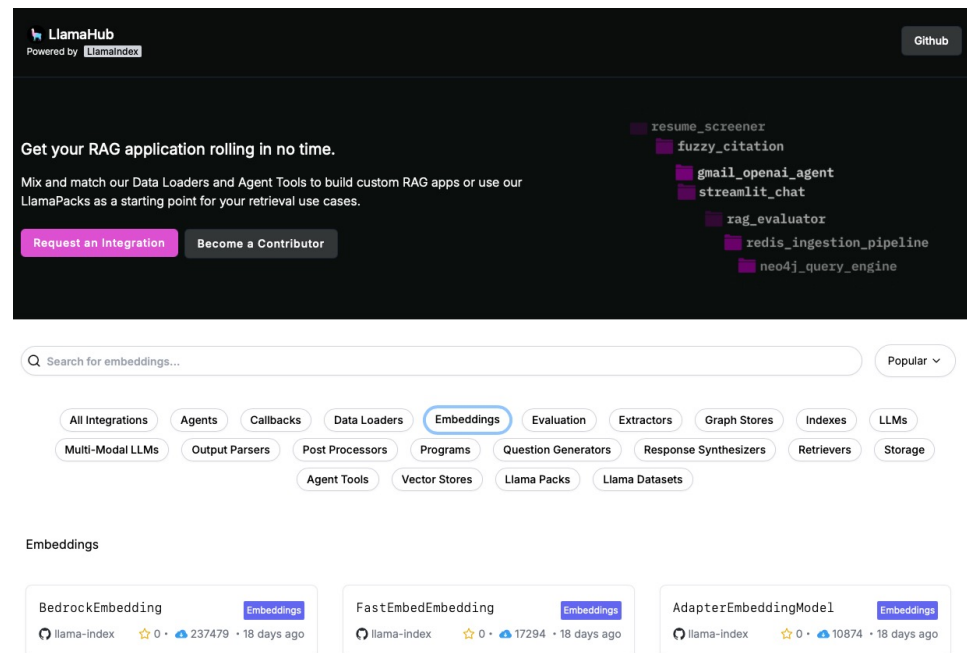 LlamaHub
Powered by LlamaIndex
Github
Get your RAG application rolling in no time.
Mix and match our Data Loaders and Agent Tools to build custom RAG apps or use our
LlamaPacks as a starting point for your retrieval use cases.
Request an Integration Become a Contributor
resume_screener
fuzzy_citation
gmail_openai_agent
streamlit_chat
rag_evaluator
redis_ingestion_pipeline
neo4j_query_engine
Search for embeddings...
Popular
All Integrations Agents Callbacks Data Loaders Embeddings Evaluation Extractors Graph Stores Indexes LLMs
Multi-Modal LLMs Output Parsers Post Processors Programs Question Generators Response Synthesizers Retrievers Storage
Agent Tools Vector Stores Llama Packs Llama Datasets
Embeddings
BedrockEmbedding Embeddings
llama-index 0 • 237479 • 18 days ago
FastEmbedEmbedding Embeddings
llama-index 0 • 17294 • 18 days ago
AdapterEmbeddingModel Embeddings
llama-index 0 • 10874 • 18 days ago